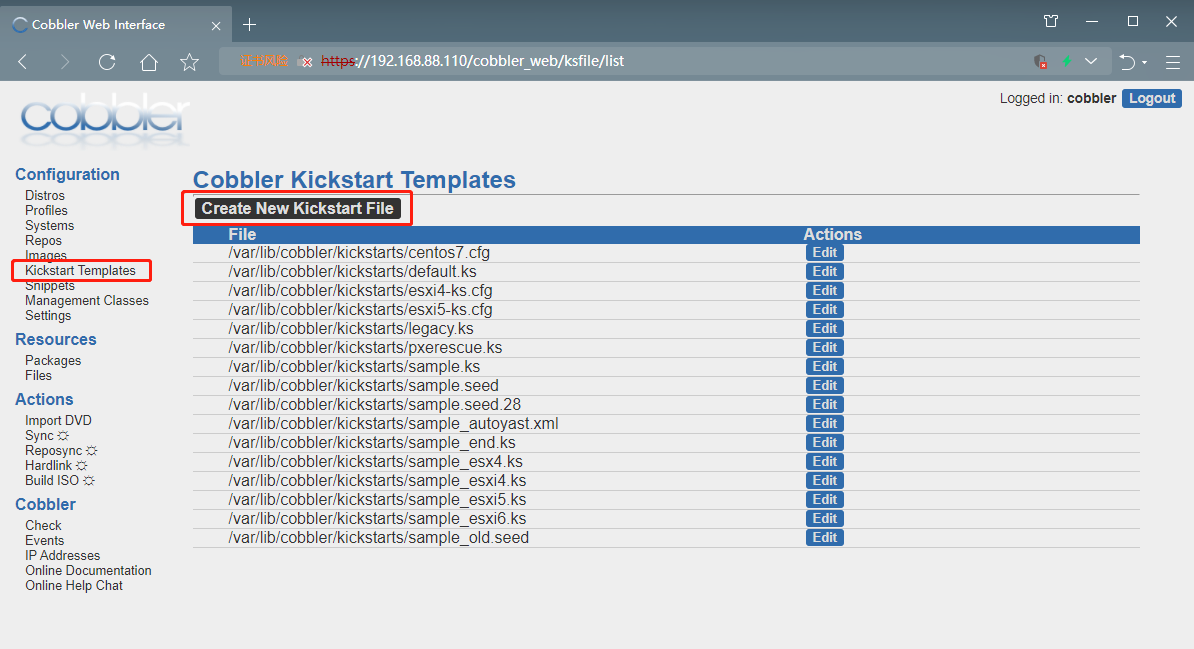 Cobbler Web Interface
https://192.168.88.110/cobbler_web/ksfile/list
Logged in: cobbler Logout
cobbler
Configuration
Distros
Profiles
Systems
Repos
Images
Kickstart Templates
Snippets
Management Classes
Settings
Resources
Packages
Files
Actions
Import DVD
Sync
Reposync
Hardlink
Build ISO
Cobbler
Check
Events
IP Addresses
Online Documentation
Online Help Chat
Cobbler Kickstart Templates
Create New Kickstart File
File Actions
/var/lib/cobbler/kickstarts/centos7.cfg Edit
/var/lib/cobbler/kickstarts/default.ks Edit
/var/lib/cobbler/kickstarts/esxi4-ks.cfg Edit
/var/lib/cobbler/kickstarts/esxi5-ks.cfg Edit
/var/lib/cobbler/kickstarts/legacy.ks Edit
/var/lib/cobbler/kickstarts/pxerescue.ks Edit
/var/lib/cobbler/kickstarts/sample.ks Edit
/var/lib/cobbler/kickstarts/sample.seed Edit
/var/lib/cobbler/kickstarts/sample.seed.28 Edit
/var/lib/cobbler/kickstarts/sample_autoyast.xml Edit
/var/lib/cobbler/kickstarts/sample_end.ks Edit
/var/lib/cobbler/kickstarts/sample_esx4.ks Edit
/var/lib/cobbler/kickstarts/sample_esxi4.ks Edit
/var/lib/cobbler/kickstarts/sample_esxi5.ks Edit
/var/lib/cobbler/kickstarts/sample_esxi6.ks Edit
/var/lib/cobbler/kickstarts/sample_old.seed Edit